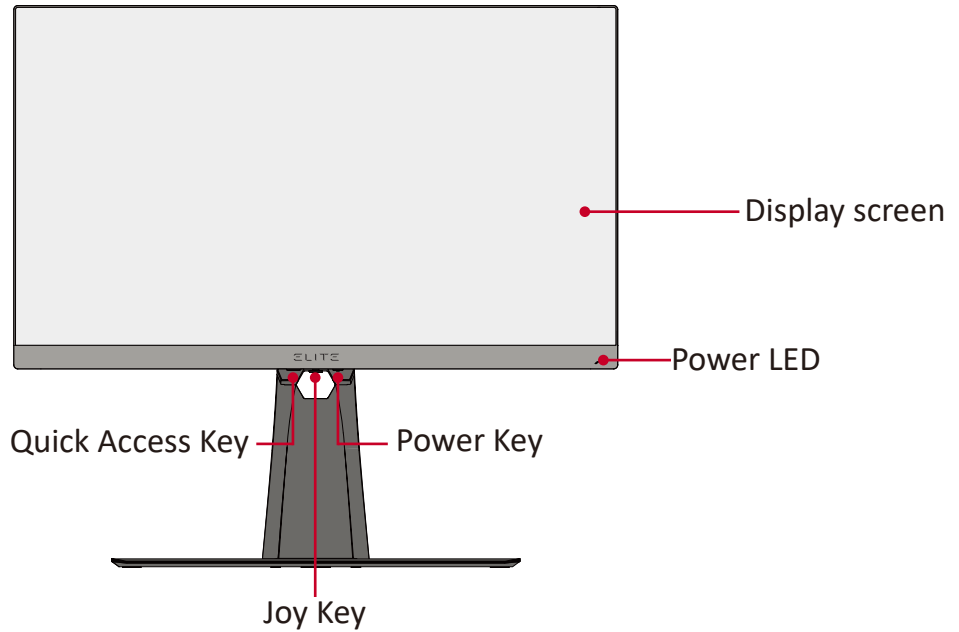 Display screen
ELITE
Power LED
Quick Access Key
Power Key
Joy Key